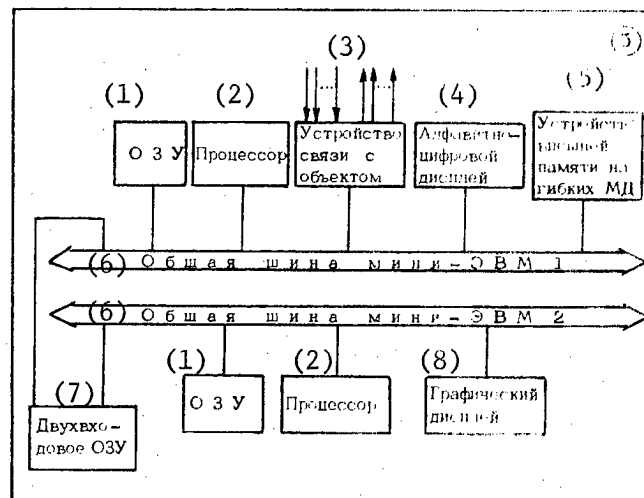 (3)
(5)
(1)
(2)
(4)
(5)
О З У
Процессор
Устройство
связи с
объектом
Алфавитно-
цифровой
дисплей
Устройство
внешней
памяти на
гибких МД
(6) Общая шина мини-ЭВМ 1
(6) Общая шина мини-ЭВМ 2
(1)
(2)
(8)
(7)
О З У
Процессор
Графический
дисплей
Двухвхо-
довое ОЗУ